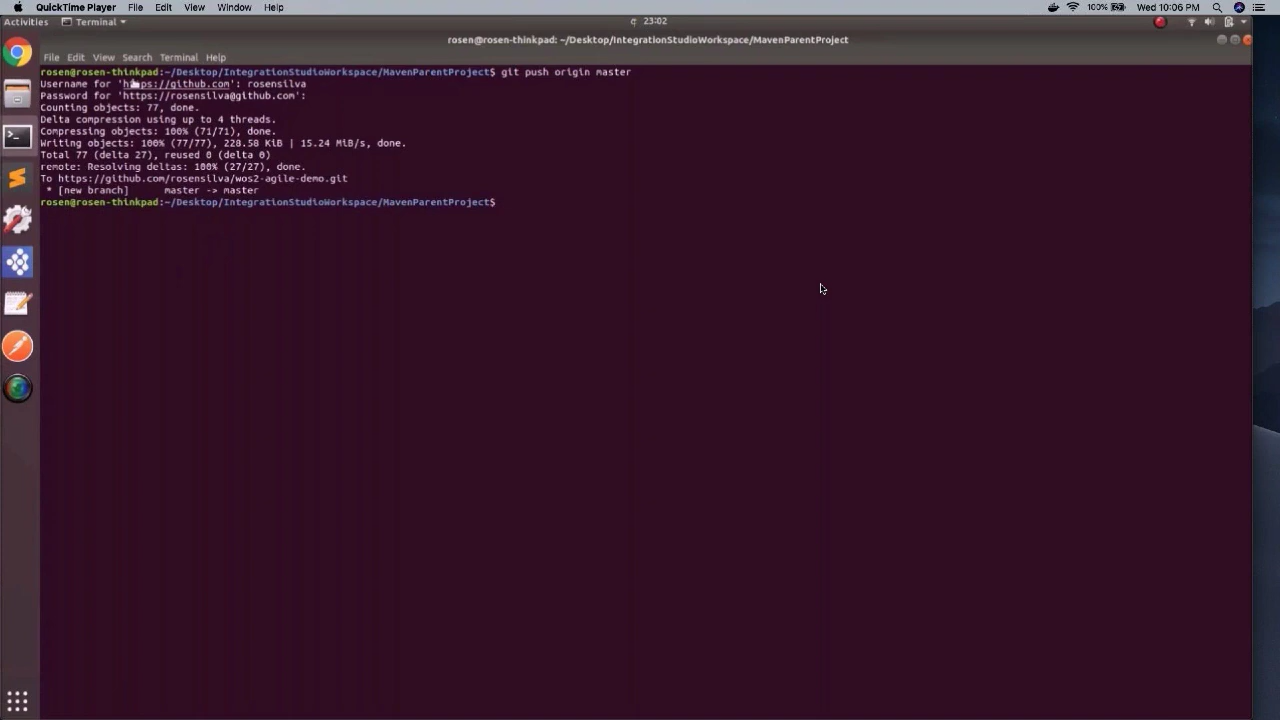 QuickTime Player File Edit View Window Help
100% Wed 10:06 PM
Activities Terminal 23:02
rosen@rosen-thinkpad: ~/Desktop/IntegrationStudioWorkspace/MavenParentProject
File Edit View Search Terminal Help
rosen@rosen-thinkpad:~/Desktop/IntegrationStudioWorkspace/MavenParentProject$ git push origin master
Username for 'https://github.com': rosensilva
Password for 'https://rosensilva@github.com':
Counting objects: 77, done.
Delta compression using up to 4 threads.
Compressing objects: 100% (71/71), done.
Writing objects: 100% (77/77), 228.58 KiB | 15.24 MiB/s, done.
Total 77 (delta 27), reused 0 (delta 0)
remote: Resolving deltas: 100% (27/27), done.
To https://github.com/rosensilva/wos2-agile-demo.git
* [new branch] master -> master
rosen@rosen-thinkpad:~/Desktop/IntegrationStudioWorkspace/MavenParentProject$